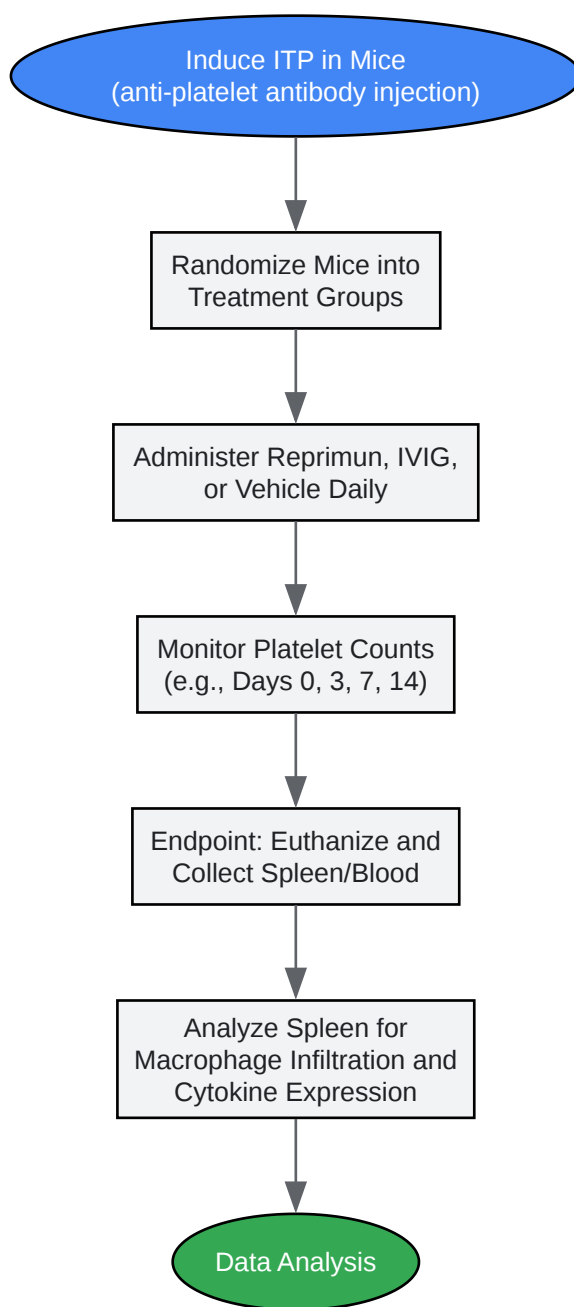 Induce ITP in Mice
(anti-platelet antibody injection)
Randomize Mice into
Treatment Groups
Administer Reprimun, IVIG,
or Vehicle Daily
Monitor Platelet Counts
(e.g., Days 0, 3, 7, 14)
Endpoint: Euthanize and
Collect Spleen/Blood
Analyze Spleen for
Macrophage Infiltration and
Cytokine Expression
Data Analysis